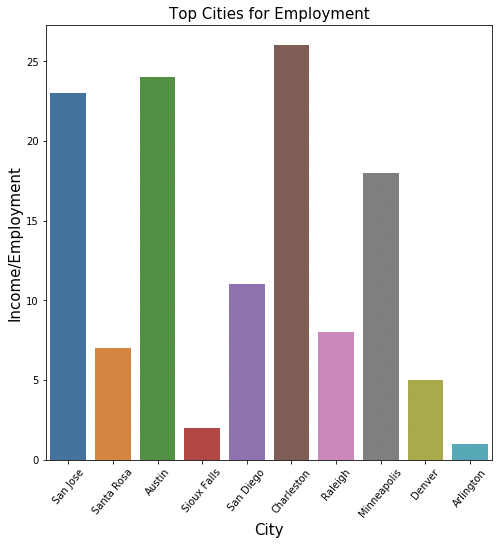 Top Cities for Employment
Income/Employment
25
20
15
10
5
0
San Jose
Santa Rosa
Austin
Sioux Falls
San Diego
Charleston
Raleigh
Minneapolis
Denver
Arlington
City